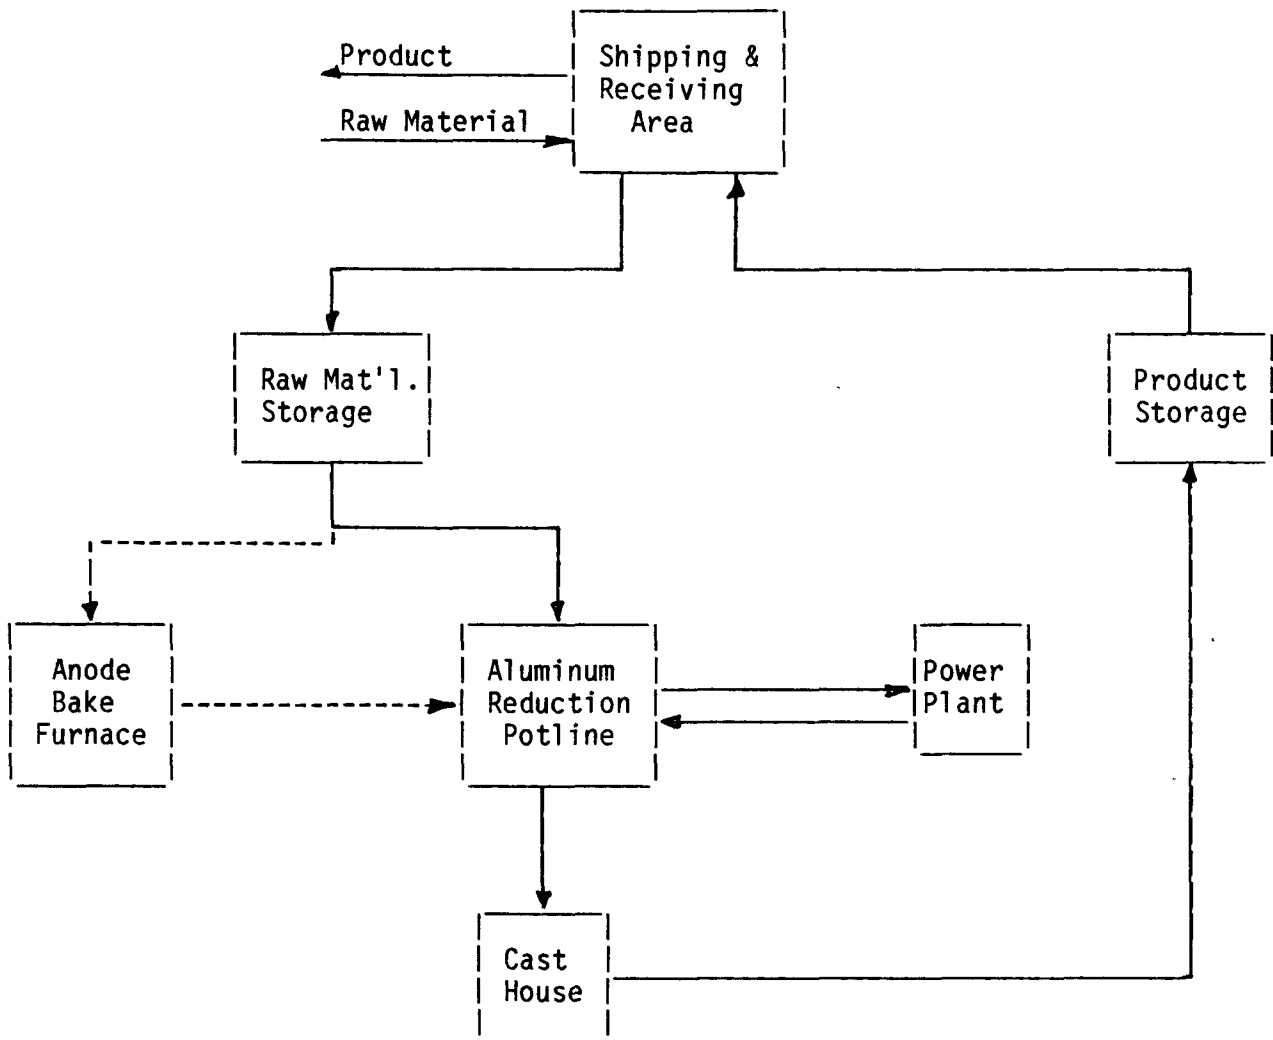 Product
Raw Material
Shipping &
Receiving
Area
Raw Mat'l.
Storage
Product
Storage
Anode
Bake
Furnace
Aluminum
Reduction
Potline
Power
Plant
Cast
House